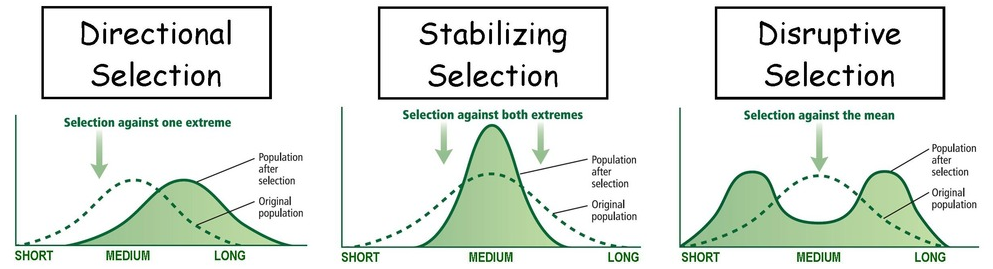 Directional
Selection
Selection against one extreme
Population
after
selection
Original
population
SHORT MEDIUM LONG
Stabilizing
Selection
Selection against both extremes
Population
after
selection
Original
population
SHORT MEDIUM LONG
Disruptive
Selection
Selection against the mean
Population
after
selection
Original
population
SHORT MEDIUM LONG